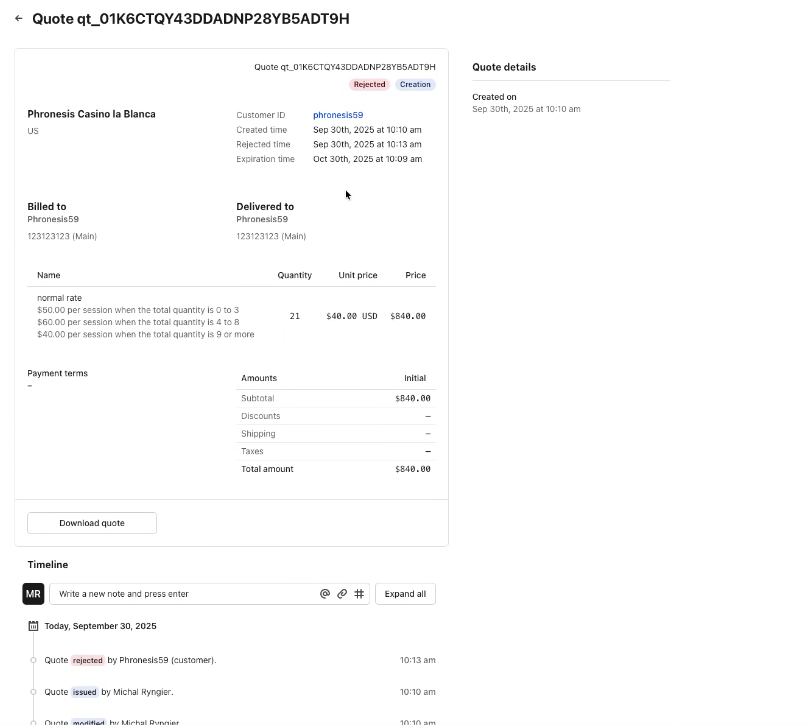 ← Quote qt_01K6CTQY43DDADNP28YB5ADT9H
Quote qt_01K6CTQY43DDADNP28YB5ADT9H
Rejected Creation
Phronesis Casino la Blanca
US
Customer ID phronesis59
Created time Sep 30th, 2025 at 10:10 am
Rejected time Sep 30th, 2025 at 10:13 am
Expiration time Oct 30th, 2025 at 10:09 am
Billed to
Phronesis59
123123123 (Main)
Delivered to
Phronesis59
123123123 (Main)
Name Quantity Unit price Price
normal rate
$50.00 per session when the total quantity is 0 to 3
$60.00 per session when the total quantity is 4 to 8
$40.00 per session when the total quantity is 9 or more
21 $40.00 USD $840.00
Payment terms
–
Amounts Initial
Subtotal $840.00
Discounts –
Shipping –
Taxes –
Total amount $840.00
Download quote
Quote details
Created on
Sep 30th, 2025 at 10:10 am
Timeline
MR Write a new note and press enter @ # Expand all
Today, September 30, 2025
Quote rejected by Phronesis59 (customer). 10:13 am
Quote issued by Michal Ryngier. 10:10 am
Quote modified by Michal Ryngier. 10:10 am